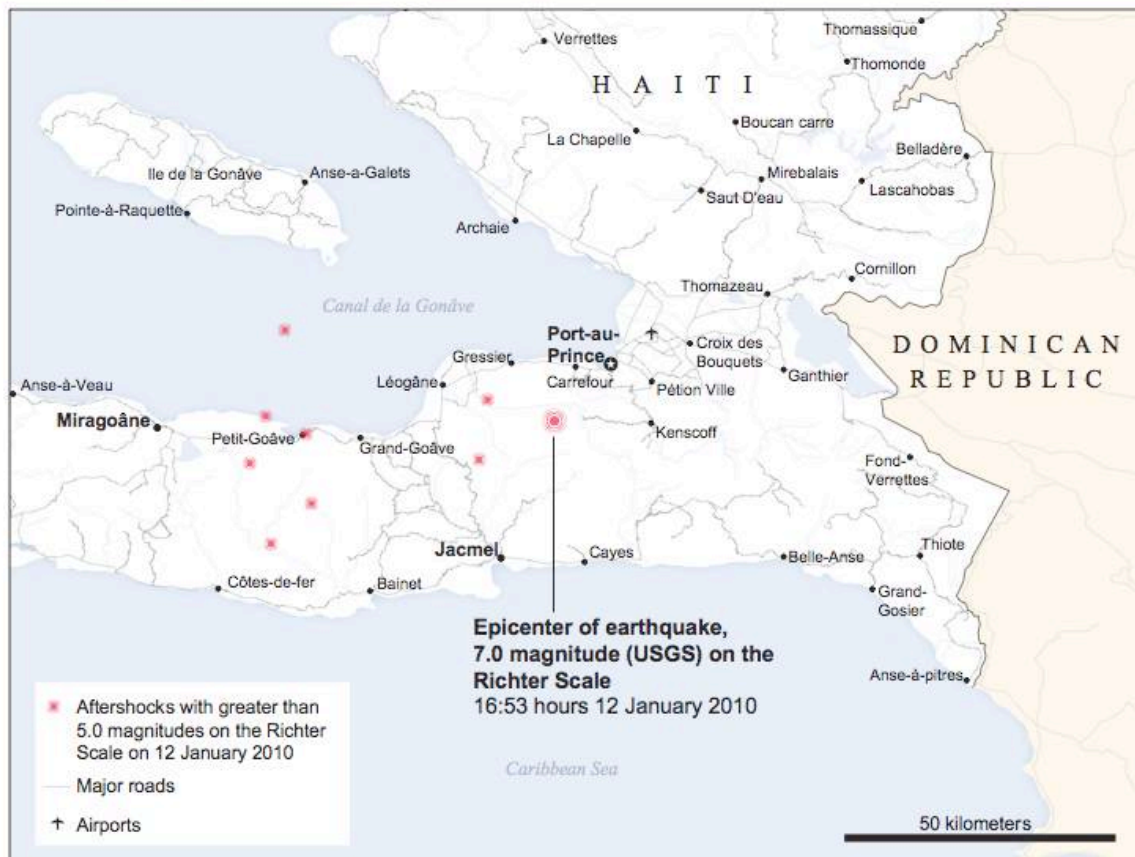 Thomassique
Verrettes
Thomonde
HAITI
Boucan carre
La Chapelle
Belladère
Ile de la Gonâve
Anse-a-Galets
Mirebalais
Lascahobas
Saut D'eau
Pointe-à-Raquette
Archaie
Cornillon
Thomazeau
Canal de la Gonâve
Port-au-
Prince
Croix des
Bouquets
DOMINICAN
REPUBLIC
Gressier
Léogâne
Carrefour
Ganthier
Anse-à-Veau
Pétion Ville
Miragoâne
Petit-Goâve
Grand-Goâve
Kenscoff
Fond-
Verrettes
Jacmel
Cayes
Belle-Anse
Thiote
Côtes-de-fer
Bainet
Grand-
Gosier
Epicenter of earthquake,
7.0 magnitude (USGS) on the
Richter Scale
16:53 hours 12 January 2010
Anse-à-pitres
Aftershocks with greater than
5.0 magnitudes on the Richter
Scale on 12 January 2010
Major roads
Airports
Caribbean Sea
50 kilometers